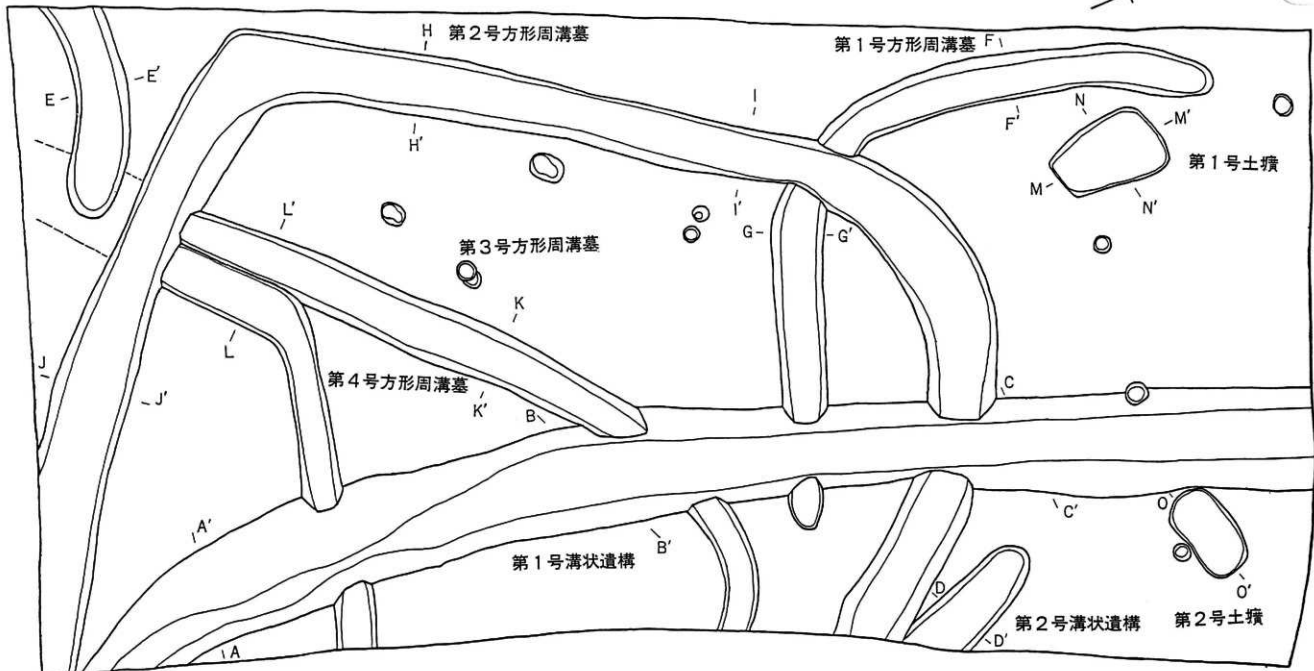 第2号方形周溝墓
第1号方形周溝墓
第1号土壙
第3号方形周溝墓
第4号方形周溝墓
第1号溝状遺構
第2号溝状遺構
第2号土壙
E
E'
H
H'
I
I'
F
F'
N
M'
M
N'
L'
G
G'
K
L
J
J'
K'
B
C
A'
B'
C'
O
O'
D
D'
A